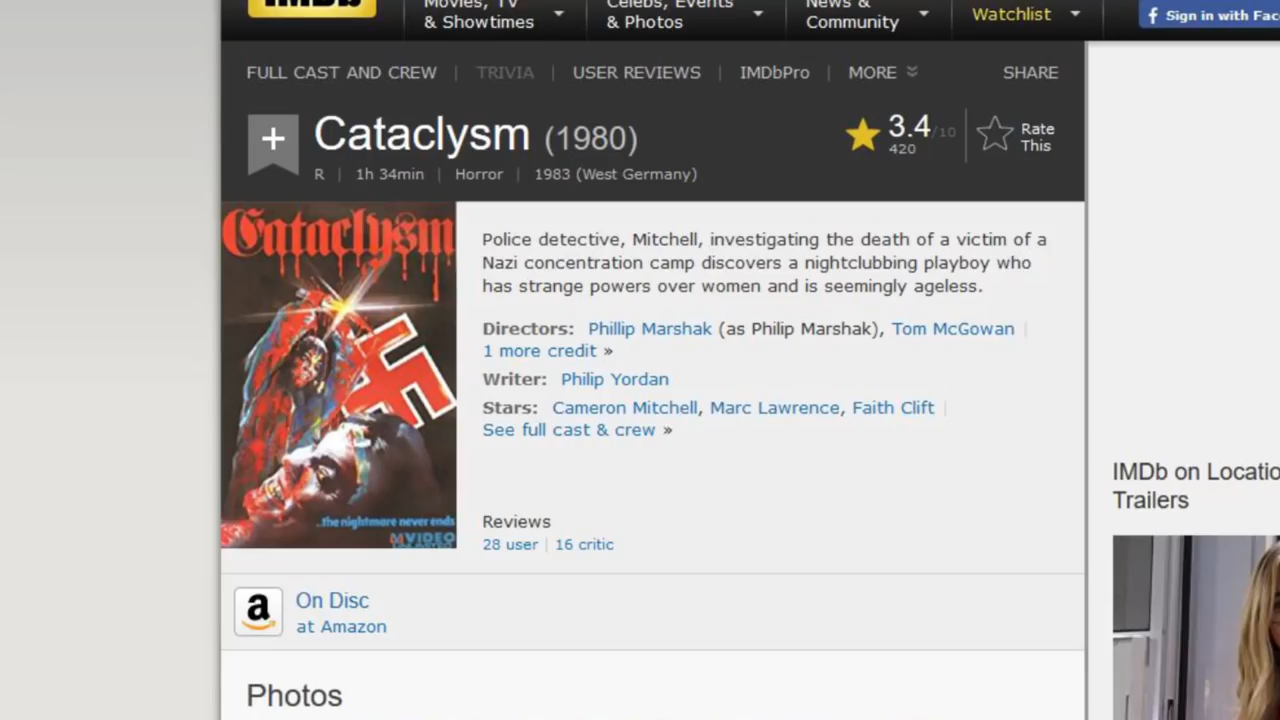 IMDb
Movies, TV
& Showtimes
Celebs, Events
& Photos
News &
Community
Watchlist
Sign in with Fac
FULL CAST AND CREW | TRIVIA | USER REVIEWS | IMDbPro | MORE
SHARE
+ Cataclysm (1980)
3.4/10
420
Rate
This
R | 1h 34min | Horror | 1983 (West Germany)
Cataclysm
...the nightmare never ends
VIDEO
Police detective, Mitchell, investigating the death of a victim of a
Nazi concentration camp discovers a nightclubbing playboy who
has strange powers over women and is seemingly ageless.
Directors: Phillip Marshak (as Philip Marshak), Tom McGowan |
1 more credit »
Writer: Philip Yordan
Stars: Cameron Mitchell, Marc Lawrence, Faith Clift |
See full cast & crew »
Reviews
28 user | 16 critic
a
On Disc
at Amazon
Photos
IMDb on Locatio
Trailers